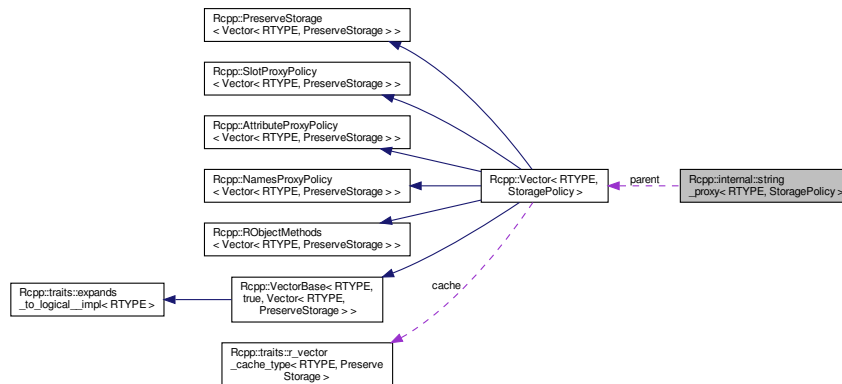 Rcpp::PreserveStorage
< Vector< RTYPE, PreserveStorage > >
Rcpp::SlotProxyPolicy
< Vector< RTYPE, PreserveStorage > >
Rcpp::AttributeProxyPolicy
< Vector< RTYPE, PreserveStorage > >
Rcpp::NamesProxyPolicy
< Vector< RTYPE, PreserveStorage > >
Rcpp::RObjectMethods
< Vector< RTYPE, PreserveStorage > >
Rcpp::traits::expands
_to_logical__impl< RTYPE >
Rcpp::VectorBase< RTYPE,
true, Vector< RTYPE,
PreserveStorage > >
Rcpp::traits::r_vector
_cache_type< RTYPE, Preserve
Storage >
cache
Rcpp::Vector< RTYPE,
StoragePolicy >
parent
Rcpp::internal::string
_proxy< RTYPE, StoragePolicy >